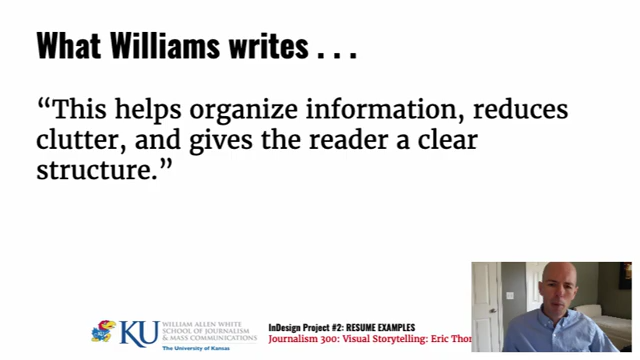 What Williams writes . . .
“This helps organize information, reduces
clutter, and gives the reader a clear
structure.”
KU
WILLIAM ALLEN WHITE
SCHOOL OF JOURNALISM
& MASS COMMUNICATIONS
The University of Kansas
InDesign Project #2: RESUME EXAMPLES
Journalism 300: Visual Storytelling: Eric